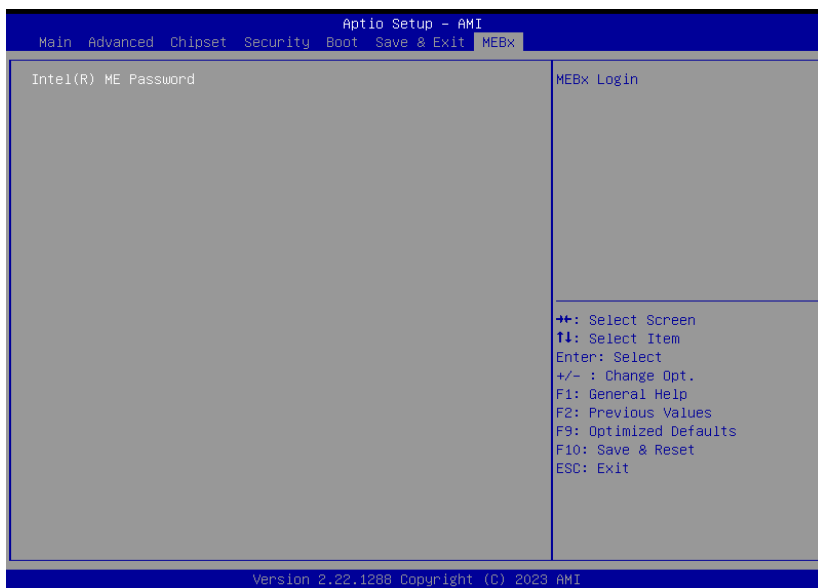 Aptio Setup – AMI
Main Advanced Chipset Security Boot Save & Exit MEBx
Intel(R) ME Password
MEBx Login
→←: Select Screen
↑↓: Select Item
Enter: Select
+/- : Change Opt.
F1: General Help
F2: Previous Values
F9: Optimized Defaults
F10: Save & Reset
ESC: Exit
Version 2.22.1288 Copyright (C) 2023 AMI